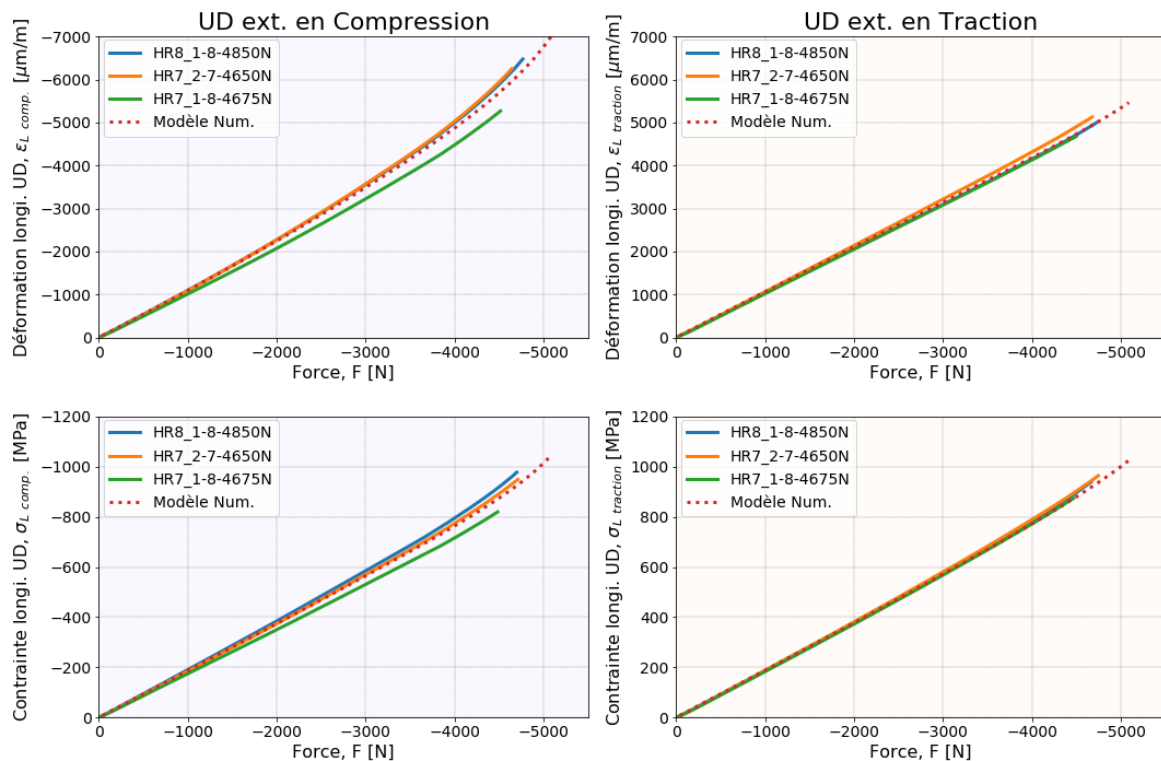 UD ext. en Compression
Déformation longi. UD, ε_L comp. [μm/m]
−7000
−6000
−5000
−4000
−3000
−2000
−1000
0
HR8_1-8-4850N
HR7_2-7-4650N
HR7_1-8-4675N
Modèle Num.
0 −1000 −2000 −3000 −4000 −5000
Force, F [N]
UD ext. en Traction
Déformation longi. UD, ε_L traction [μm/m]
7000
6000
5000
4000
3000
2000
1000
0
HR8_1-8-4850N
HR7_2-7-4650N
HR7_1-8-4675N
Modèle Num.
0 −1000 −2000 −3000 −4000 −5000
Force, F [N]
Contrainte longi. UD, σ_L comp. [MPa]
−1200
−1000
−800
−600
−400
−200
0
HR8_1-8-4850N
HR7_2-7-4650N
HR7_1-8-4675N
Modèle Num.
0 −1000 −2000 −3000 −4000 −5000
Force, F [N]
Contrainte longi. UD, σ_L traction [MPa]
1200
1000
800
600
400
200
0
HR8_1-8-4850N
HR7_2-7-4650N
HR7_1-8-4675N
Modèle Num.
0 −1000 −2000 −3000 −4000 −5000
Force, F [N]